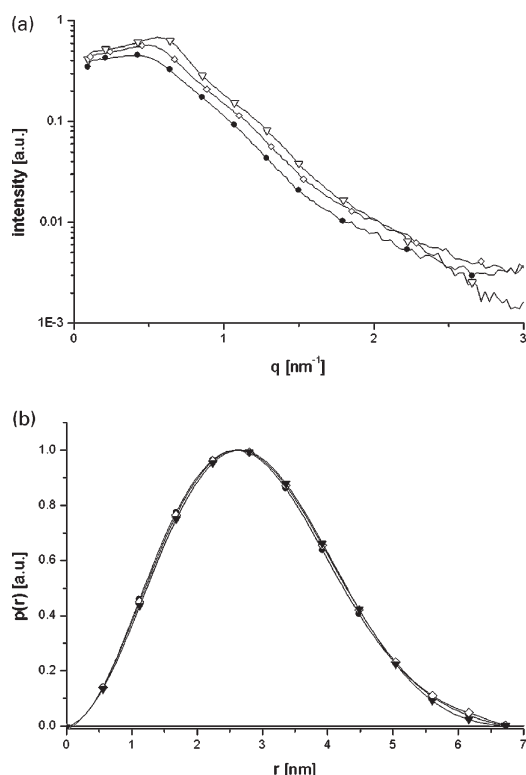 (a)
1
0.1
0.01
1E-3
intensity [a.u.]
0 1 2 3
q [nm⁻¹]
(b)
1.0
0.8
0.6
0.4
0.2
0.0
p(r) [a.u.]
0 1 2 3 4 5 6 7
r [nm]